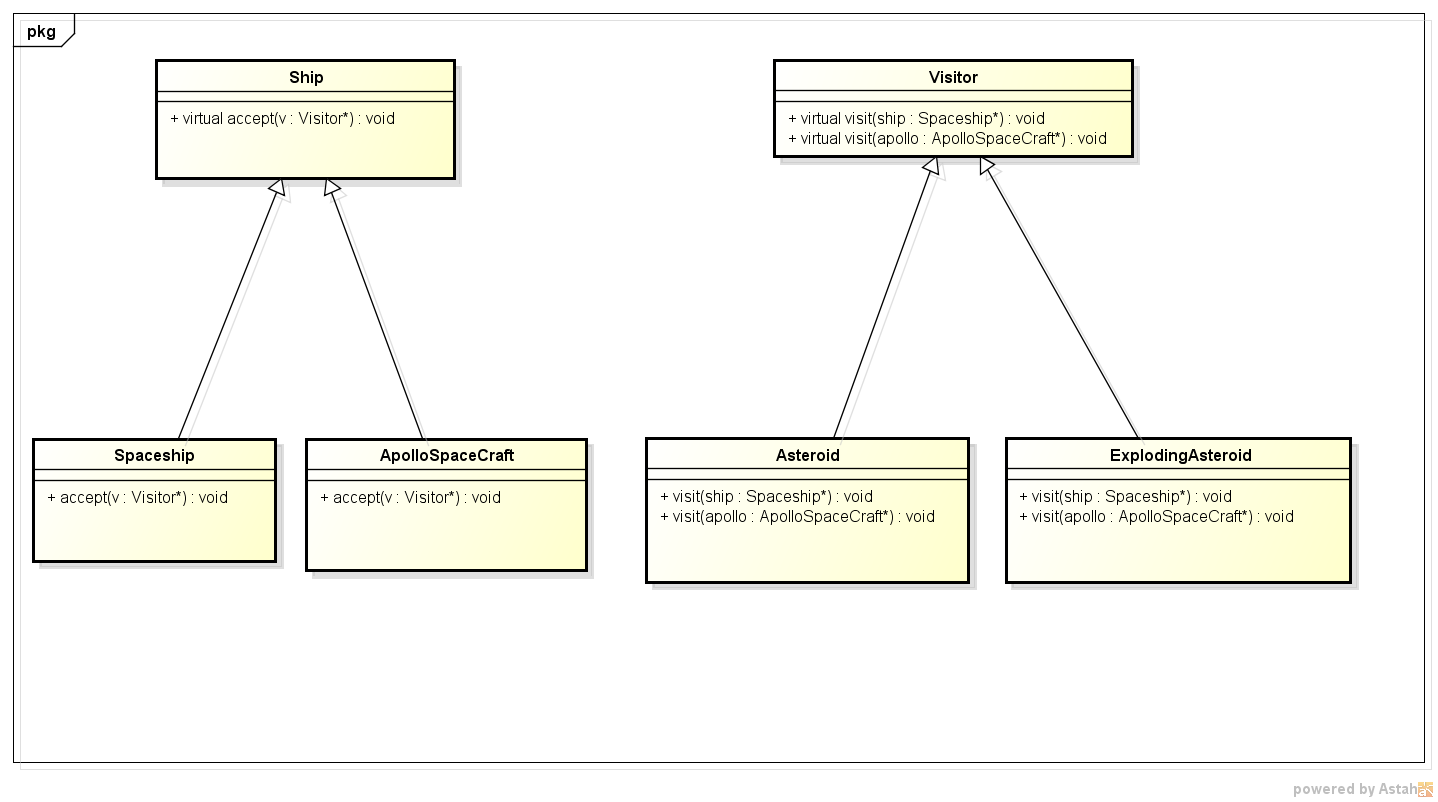 pkg
Ship
+ virtual accept(v : Visitor*) : void
Visitor
+ virtual visit(ship : Spaceship*) : void
+ virtual visit(apollo : ApolloSpaceCraft*) : void
Spaceship
+ accept(v : Visitor*) : void
ApolloSpaceCraft
+ accept(v : Visitor*) : void
Asteroid
+ visit(ship : Spaceship*) : void
+ visit(apollo : ApolloSpaceCraft*) : void
ExplodingAsteroid
+ visit(ship : Spaceship*) : void
+ visit(apollo : ApolloSpaceCraft*) : void
powered by Astah